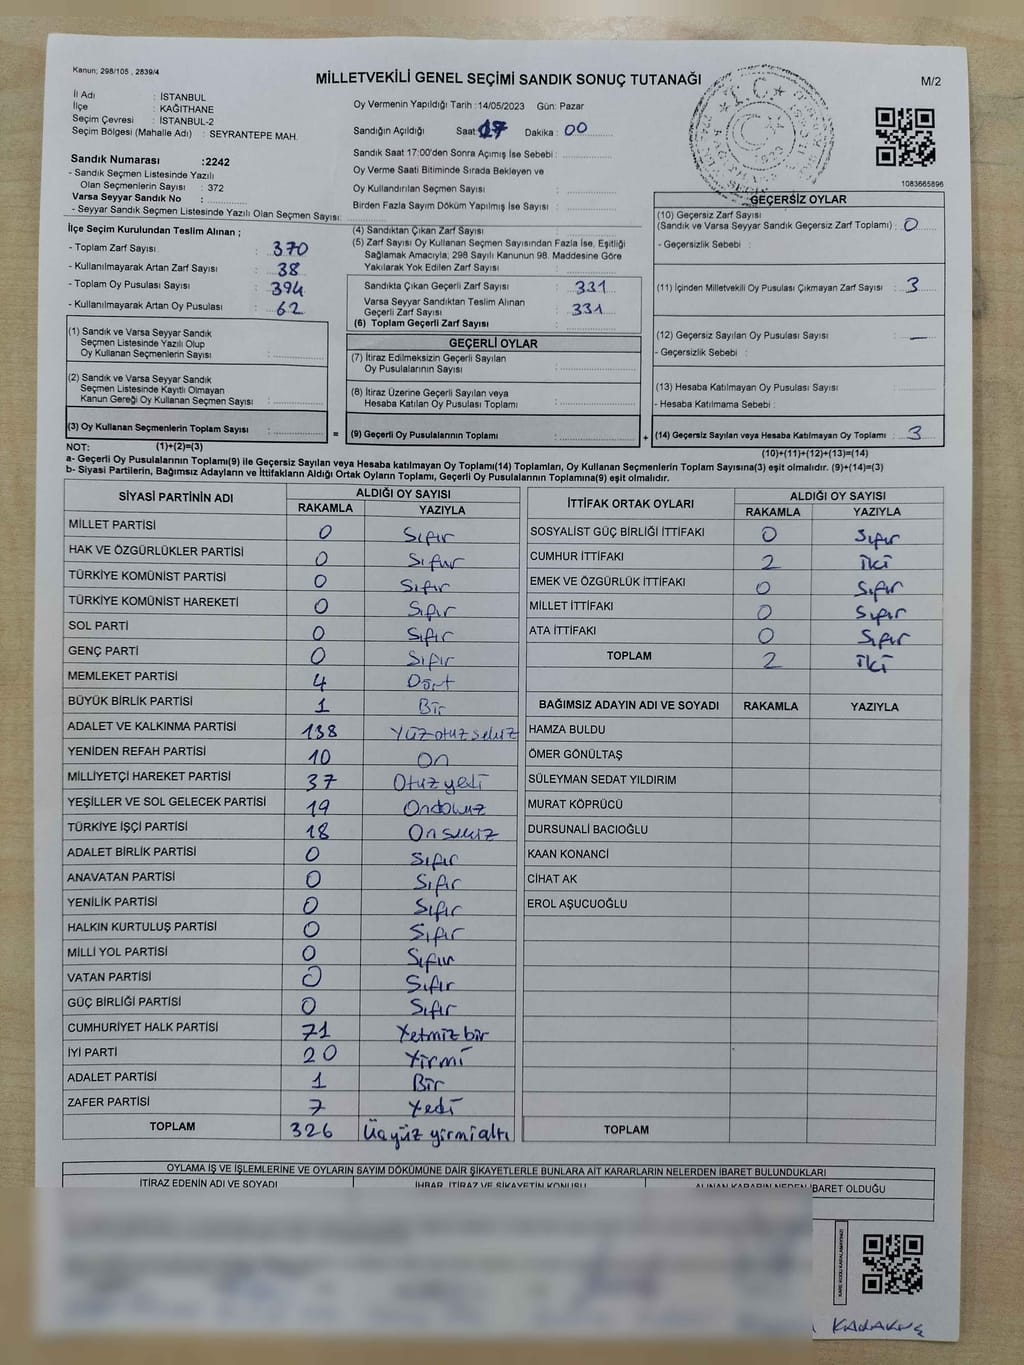 Kanun; 298/105 , 2839/4
MİLLETVEKİLİ GENEL SEÇİMİ SANDIK SONUÇ TUTANAĞI
M/2
İl Adı : İSTANBUL
İlçe : KAĞITHANE
Seçim Çevresi : İSTANBUL-2
Seçim Bölgesi (Mahalle Adı) : SEYRANTEPE MAH.
Sandık Numarası :2242
- Sandık Seçmen Listesinde Yazılı
Olan Seçmenlerin Sayısı : 372
Varsa Seyyar Sandık No :
- Seyyar Sandık Seçmen Listesinde Yazılı Olan Seçmen Sayısı:
Oy Vermenin Yapıldığı Tarih :14/05/2023 Gün: Pazar
Sandığın Açıldığı Saat 17 Dakika : 00
Sandık Saat 17:00'den Sonra Açımış İse Sebebi :
Oy Verme Saati Bitiminde Sırada Bekleyen ve
Oy Kullandırılan Seçmen Sayısı :
Birden Fazla Sayım Döküm Yapılmış İse Sayısı :
T.C.
1083665896
İlçe Seçim Kurulundan Teslim Alınan ;
- Toplam Zarf Sayısı : 370
- Kullanılmayarak Artan Zarf Sayısı : 38
- Toplam Oy Pusulası Sayısı : 394
- Kullanılmayarak Artan Oy Pusulası : 62
(4) Sandıktan Çıkan Zarf Sayısı :
(5) Zarf Sayısı Oy Kullanan Seçmen Sayısından Fazla İse, Eşitliği
Sağlamak Amacıyla; 298 Sayılı Kanunun 98. Maddesine Göre
Yakılarak Yok Edilen Zarf Sayısı :
Sandıkta Çıkan Geçerli Zarf Sayısı : 331
Varsa Seyyar Sandıktan Teslim Alınan
Geçerli Zarf Sayısı : 331
(6) Toplam Geçerli Zarf Sayısı :
GEÇERSİZ OYLAR
(10) Geçersiz Zarf Sayısı
(Sandık ve Varsa Seyyar Sandık Geçersiz Zarf Toplamı) : 0
- Geçersizlik Sebebi :
(11) İçinden Milletvekili Oy Pusulası Çıkmayan Zarf Sayısı : 3
(12) Geçersiz Sayılan Oy Pusulası Sayısı : —
- Geçersizlik Sebebi :
(13) Hesaba Katılmayan Oy Pusulası Sayısı :
- Hesaba Katılmama Sebebi :
(1) Sandık ve Varsa Seyyar Sandık
Seçmen Listesinde Yazılı Olup
Oy Kullanan Seçmenlerin Sayısı :
(2) Sandık ve Varsa Seyyar Sandık
Seçmen Listesinde Kayıtlı Olmayan
Kanun Gereği Oy Kullanan Seçmen Sayısı :
GEÇERLİ OYLAR
(7) İtiraz Edilmeksizin Geçerli Sayılan
Oy Pusulalarının Sayısı :
(8) İtiraz Üzerine Geçerli Sayılan veya
Hesaba Katılan Oy Pusulası Toplamı :
(3) Oy Kullanan Seçmenlerin Toplam Sayısı : = (9) Geçerli Oy Pusulalarının Toplamı : + (14) Geçersiz Sayılan veya Hesaba Katılmayan Oy Toplamı : 3
NOT: (1)+(2)=(3) (10)+(11)+(12)+(13)=(14)
a- Geçerli Oy Pusulasının Toplamı(9) ile Geçersiz Sayılan veya Hesaba katılmayan Oy Toplamı(14) Toplamları, Oy Kullanan Seçmenlerin Toplam Sayısına(3) eşit olmalıdır. (9)+(14)=(3)
b- Siyasi Partilerin, Bağımsız Adayların ve İttifakların Aldığı Ortak Oyların Toplamı, Geçerli Oy Pusulalarının Toplamına(9) eşit olmalıdır.
SİYASİ PARTİNİN ADI ALDIĞI OY SAYISI
RAKAMLA YAZIYLA
MİLLET PARTİSİ 0 Sıfır
HAK VE ÖZGÜRLÜKLER PARTİSİ 0 Sıfır
TÜRKİYE KOMÜNİST PARTİSİ 0 Sıfır
TÜRKİYE KOMÜNİST HAREKETİ 0 Sıfır
SOL PARTİ 0 Sıfır
GENÇ PARTİ 0 Sıfır
MEMLEKET PARTİSİ 4 Dört
BÜYÜK BİRLİK PARTİSİ 1 Bir
ADALET VE KALKINMA PARTİSİ 138 Yüzotuzsekiz
YENİDEN REFAH PARTİSİ 10 On
MİLLİYETÇİ HAREKET PARTİSİ 37 Otuzyedi
YEŞİLLER VE SOL GELECEK PARTİSİ 19 Ondokuz
TÜRKİYE İŞÇİ PARTİSİ 18 Onsekiz
ADALET BİRLİK PARTİSİ 0 Sıfır
ANAVATAN PARTİSİ 0 Sıfır
YENİLİK PARTİSİ 0 Sıfır
HALKIN KURTULUŞ PARTİSİ 0 Sıfır
MİLLİ YOL PARTİSİ 0 Sıfır
VATAN PARTİSİ 0 Sıfır
GÜÇ BİRLİĞİ PARTİSİ 0 Sıfır
CUMHURİYET HALK PARTİSİ 71 Yetmiz bir
İYİ PARTİ 20 Yirmi
ADALET PARTİSİ 1 Bir
ZAFER PARTİSİ 7 Yedi
TOPLAM 326 Üçyüz yirmialtı
İTTİFAK ORTAK OYLARI ALDIĞI OY SAYISI
RAKAMLA YAZIYLA
SOSYALİST GÜÇ BİRLİĞİ İTTİFAKI 0 Sıfır
CUMHUR İTTİFAKI 2 İki
EMEK VE ÖZGÜRLÜK İTTİFAKI 0 Sıfır
MİLLET İTTİFAKI 0 Sıfır
ATA İTTİFAKI 0 Sıfır
TOPLAM 2 İki
BAĞIMSIZ ADAYIN ADI VE SOYADI RAKAMLA YAZIYLA
HAMZA BULDU
ÖMER GÖNÜLTAŞ
SÜLEYMAN SEDAT YILDIRIM
MURAT KÖPRÜCÜ
DURSUNALİ BACIOĞLU
KAAN KONANCİ
CİHAT AK
EROL AŞUCUOĞLU
TOPLAM
OYLAMA İŞ VE İŞLEMLERİNE VE OYLARIN SAYIM DÖKÜMÜNE DAİR ŞİKAYETLERLE BUNLARA AİT KARARLARIN NELERDEN İBARET BULUNDUKLARI
İTİRAZ EDENİN ADI VE SOYADI İHBAR, İTİRAZ VE ŞİKAYETİN KONUSU ALINAN KARARIN NEDEN İBARET OLDUĞU
KARE KODU KARALAMAYINIZ!